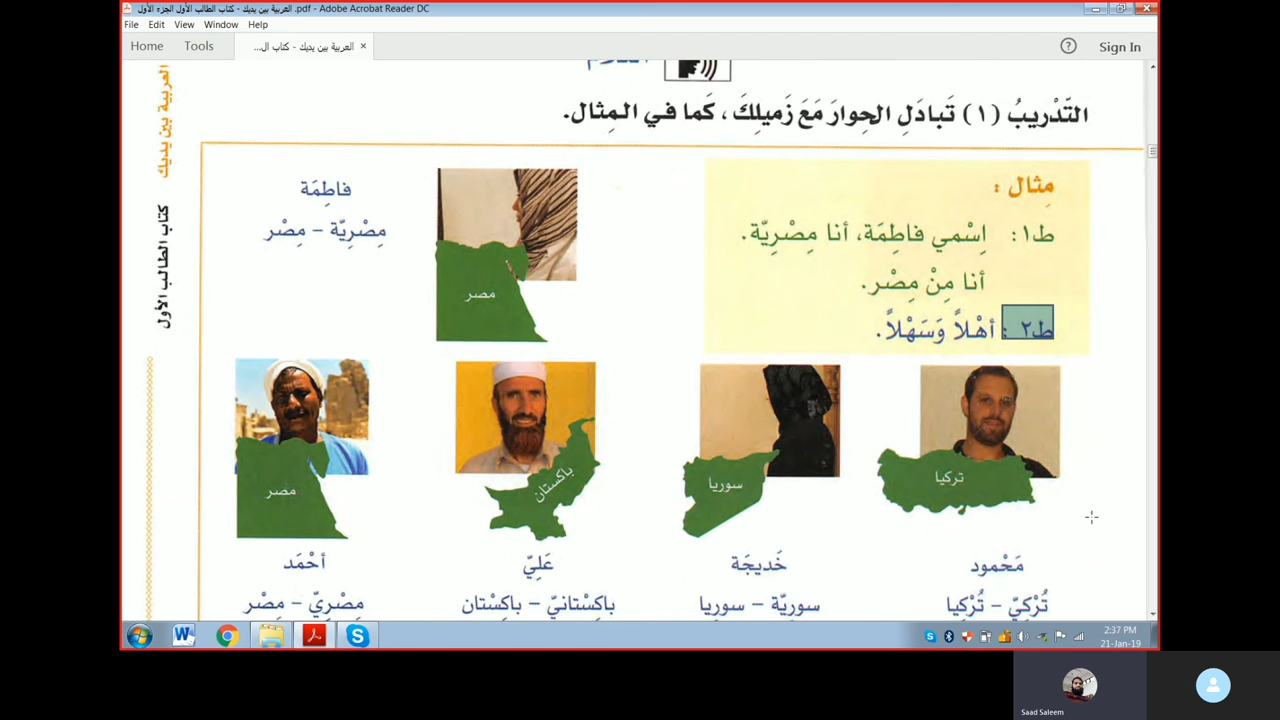 العربية بين يديك - كتاب الطالب الأول الجزء الأول.pdf - Adobe Acrobat Reader DC
File Edit View Window Help
Home Tools العربية بين يديك - كتاب ال... × ? Sign In
العربية بين يديك
كتاب الطالب الأول
التَّدْريبُ (١) تَبادَلِ الحِوارَ مَعَ زَميلِكَ، كَما في المِثال.
مِثال :
ط١: اِسْمي فاطِمَة، أنا مِصْرِيّة.
أنا مِنْ مِصْر.
ط٢ : أهْلاً وَسَهْلاً.
فاطِمَة
مِصْرِيّة – مِصْر
مصر
تركيا
سوريا
باكستان
مصر
مَحْمود
تُرْكِيّ – تُرْكِيا
خَديجَة
سورِيّة – سوريا
عَلِيّ
باكِسْتانيّ – باكِسْتان
أحْمَد
مِصْرِيّ – مِصْر
2:37 PM
21-Jan-19
Saad Saleem